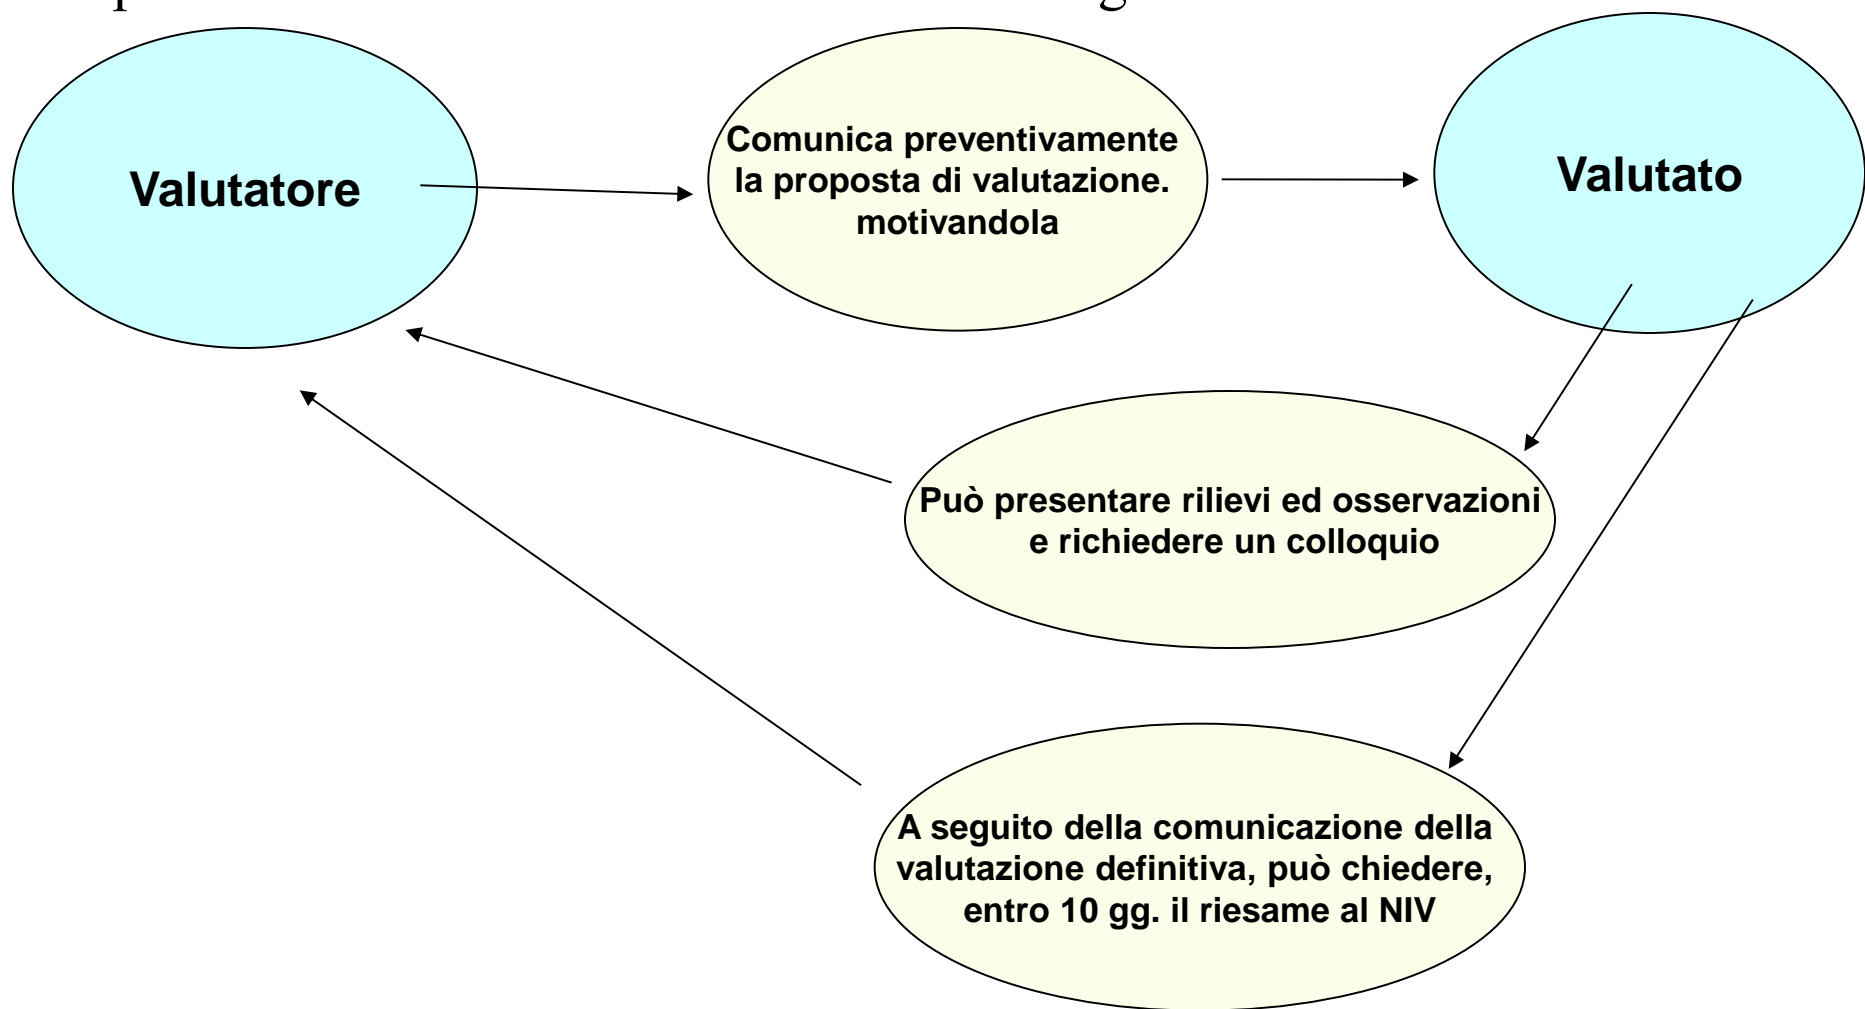 Valutatore
Comunica preventivamente
la proposta di valutazione.
motivandola
Valutato
Può presentare rilievi ed osservazioni
e richiedere un colloquio
A seguito della comunicazione della
valutazione definitiva, può chiedere,
entro 10 gg. il riesame al NIV